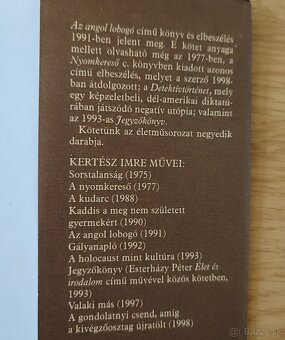 Az angol lobogó című könyv és elbeszélés
1991-ben jelent meg. E kötet anyaga
mellett olvasható még az 1977-ben, a
Nyomkereső c. könyvben kiadott azonos
című elbeszélés, melyet a szerző 1998-
ban átdolgozott; a Detektívtörténet, mely
egy képzeletbeli, dél-amerikai diktatú-
rában játszódó negatív utópia; valamint
az 1993-as Jegyzőkönyv.
Kötetünk az életműsorozat negyedik
darabja.
KERTÉSZ IMRE MŰVEI:
Sorstalanság (1975)
A nyomkereső (1977)
A kudarc (1988)
Kaddis a meg nem született
gyermekért (1990)
Az angol lobogó (1991)
Gályanapló (1992)
A holocaust mint kultúra (1993)
Jegyzőkönyv (Esterházy Péter Élet és
irodalom című művével közös kötetben,
1993)
Valaki más (1997)
A gondolatnyi csend, amíg
a kivégzőosztag újratölt (1998)